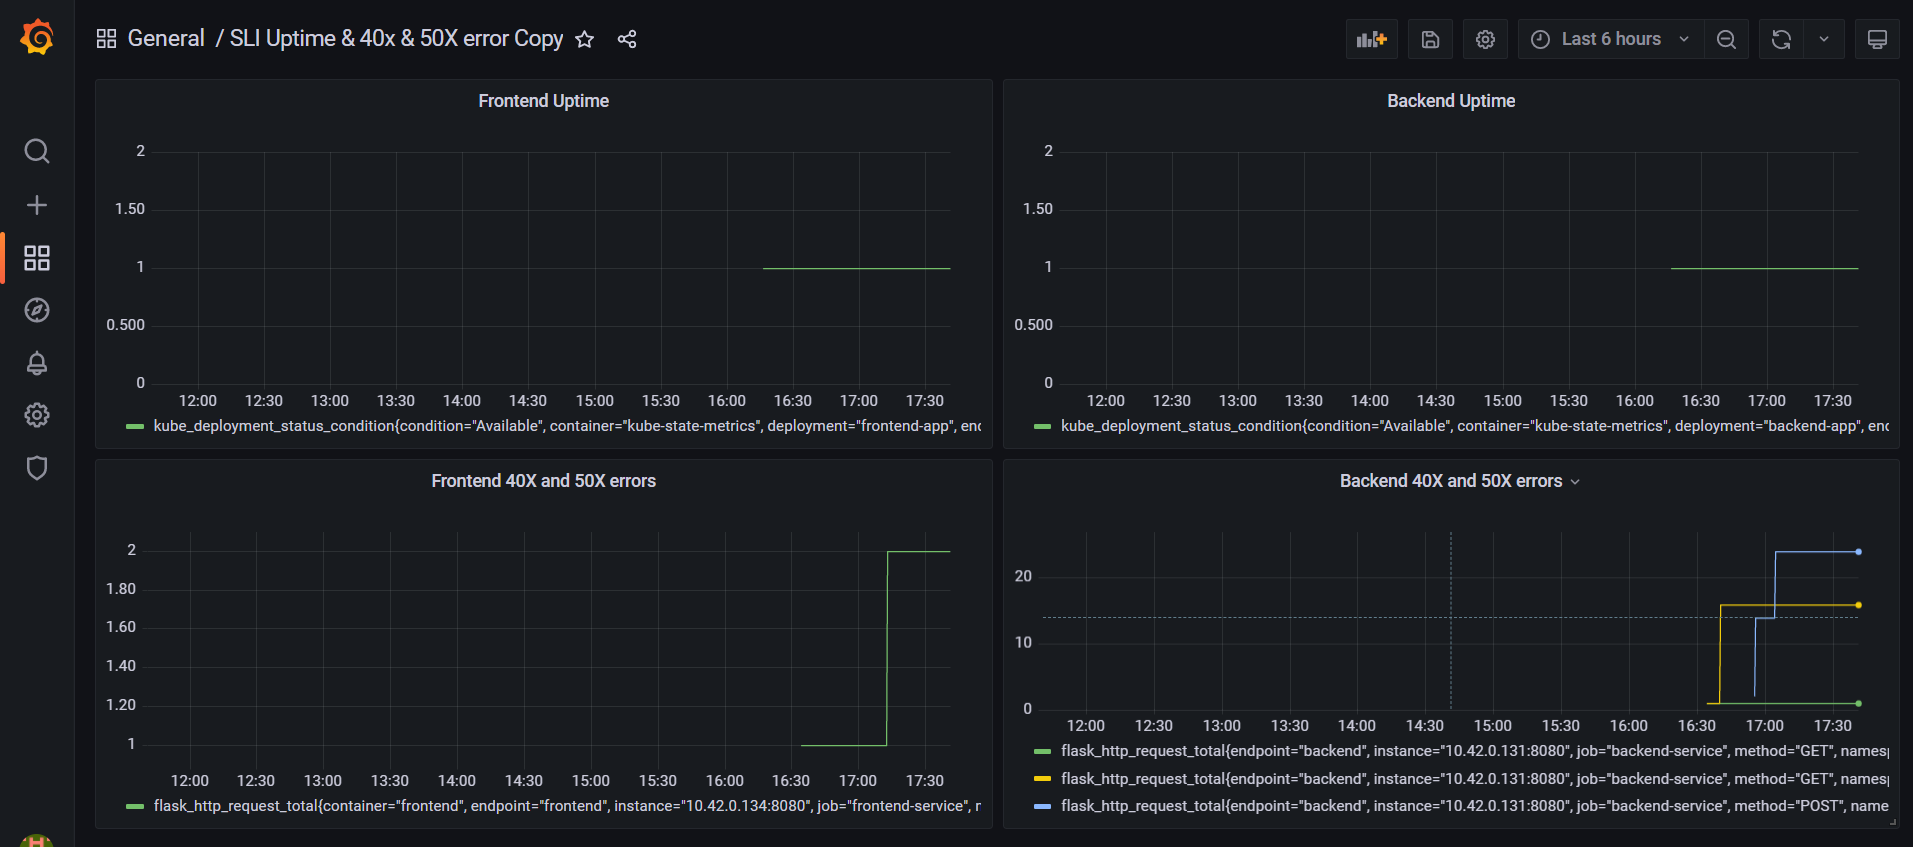 General / SLI Uptime & 40x & 50X error Copy
Last 6 hours
Frontend Uptime
2
1.50
1
0.500
0
12:00 12:30 13:00 13:30 14:00 14:30 15:00 15:30 16:00 16:30 17:00 17:30
kube_deployment_status_condition{condition="Available", container="kube-state-metrics", deployment="frontend-app", enc
Backend Uptime
2
1.50
1
0.500
0
12:00 12:30 13:00 13:30 14:00 14:30 15:00 15:30 16:00 16:30 17:00 17:30
kube_deployment_status_condition{condition="Available", container="kube-state-metrics", deployment="backend-app", enc
Frontend 40X and 50X errors
2
1.80
1.60
1.40
1.20
1
12:00 12:30 13:00 13:30 14:00 14:30 15:00 15:30 16:00 16:30 17:00 17:30
flask_http_request_total{container="frontend", endpoint="frontend", instance="10.42.0.134:8080", job="frontend-service",
Backend 40X and 50X errors
20
10
0
12:00 12:30 13:00 13:30 14:00 14:30 15:00 15:30 16:00 16:30 17:00 17:30
flask_http_request_total{endpoint="backend", instance="10.42.0.131:8080", job="backend-service", method="GET", names
flask_http_request_total{endpoint="backend", instance="10.42.0.131:8080", job="backend-service", method="GET", names
flask_http_request_total{endpoint="backend", instance="10.42.0.131:8080", job="backend-service", method="POST", name